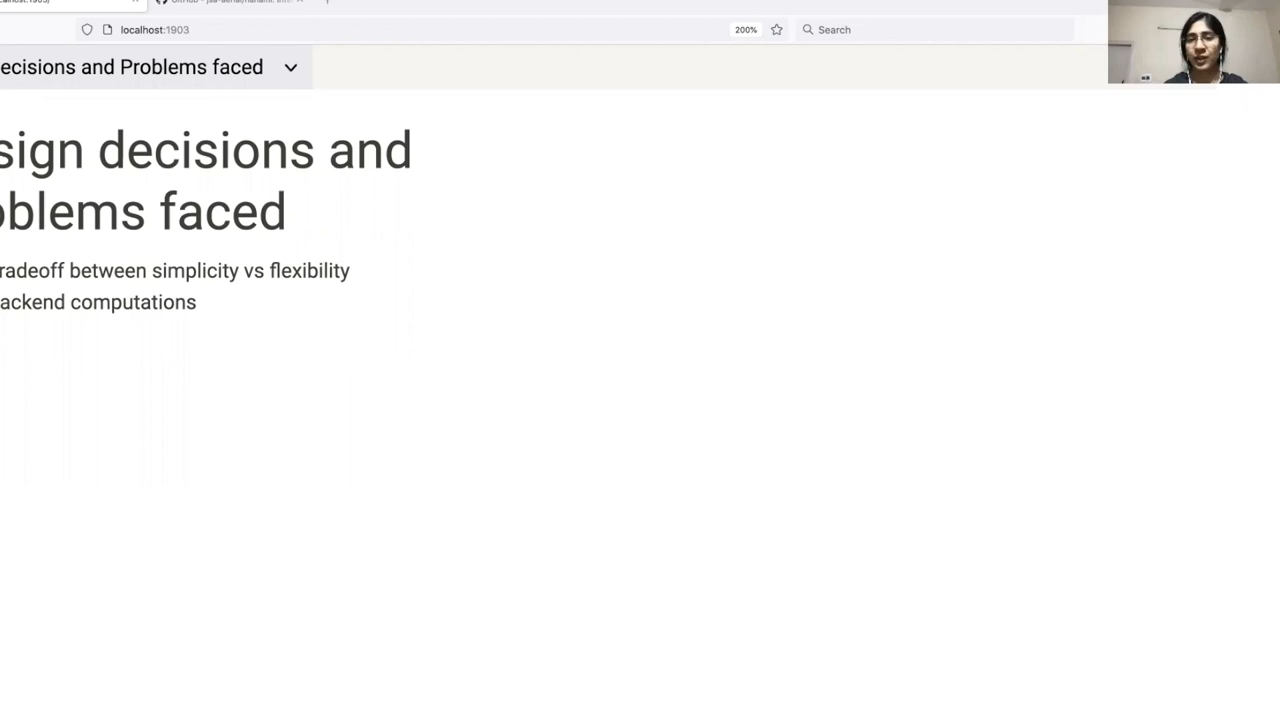 localhost:1903
200%
Search
ecisions and Problems faced
sign decisions and
oblems faced
radeoff between simplicity vs flexibility
ackend computations